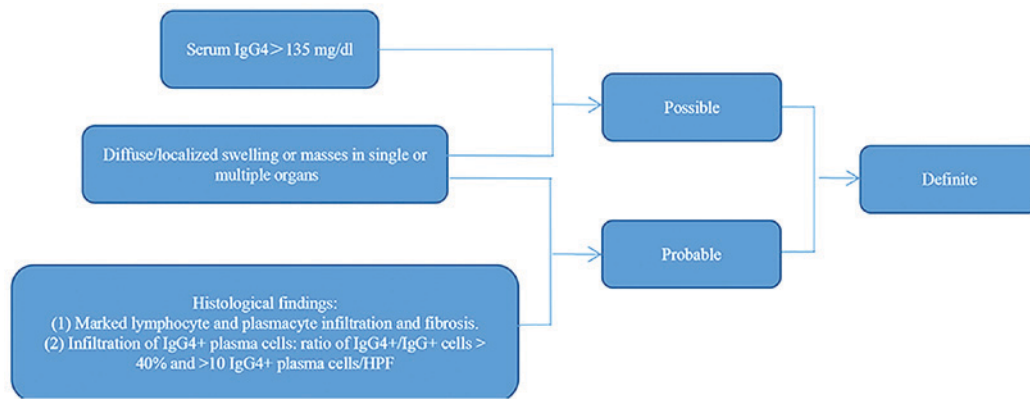 Serum IgG4＞135 mg/dl
Diffuse/localized swelling or masses in single or
multiple organs
Histological findings:
(1) Marked lymphocyte and plasmacyte infiltration and fibrosis.
(2) Infiltration of IgG4+ plasma cells: ratio of IgG4+/IgG+ cells >
40% and >10 IgG4+ plasma cells/HPF
Possible
Probable
Definite